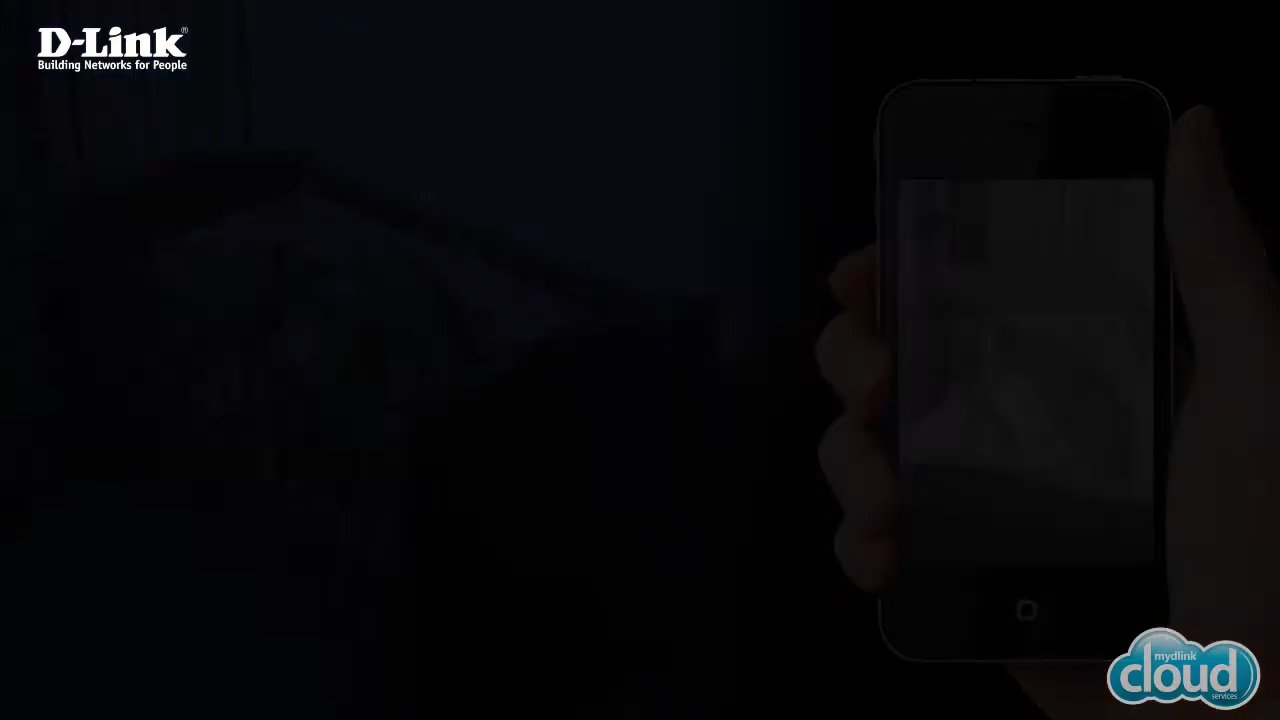 D-Link®
Building Networks for People
mydlink
cloud
services